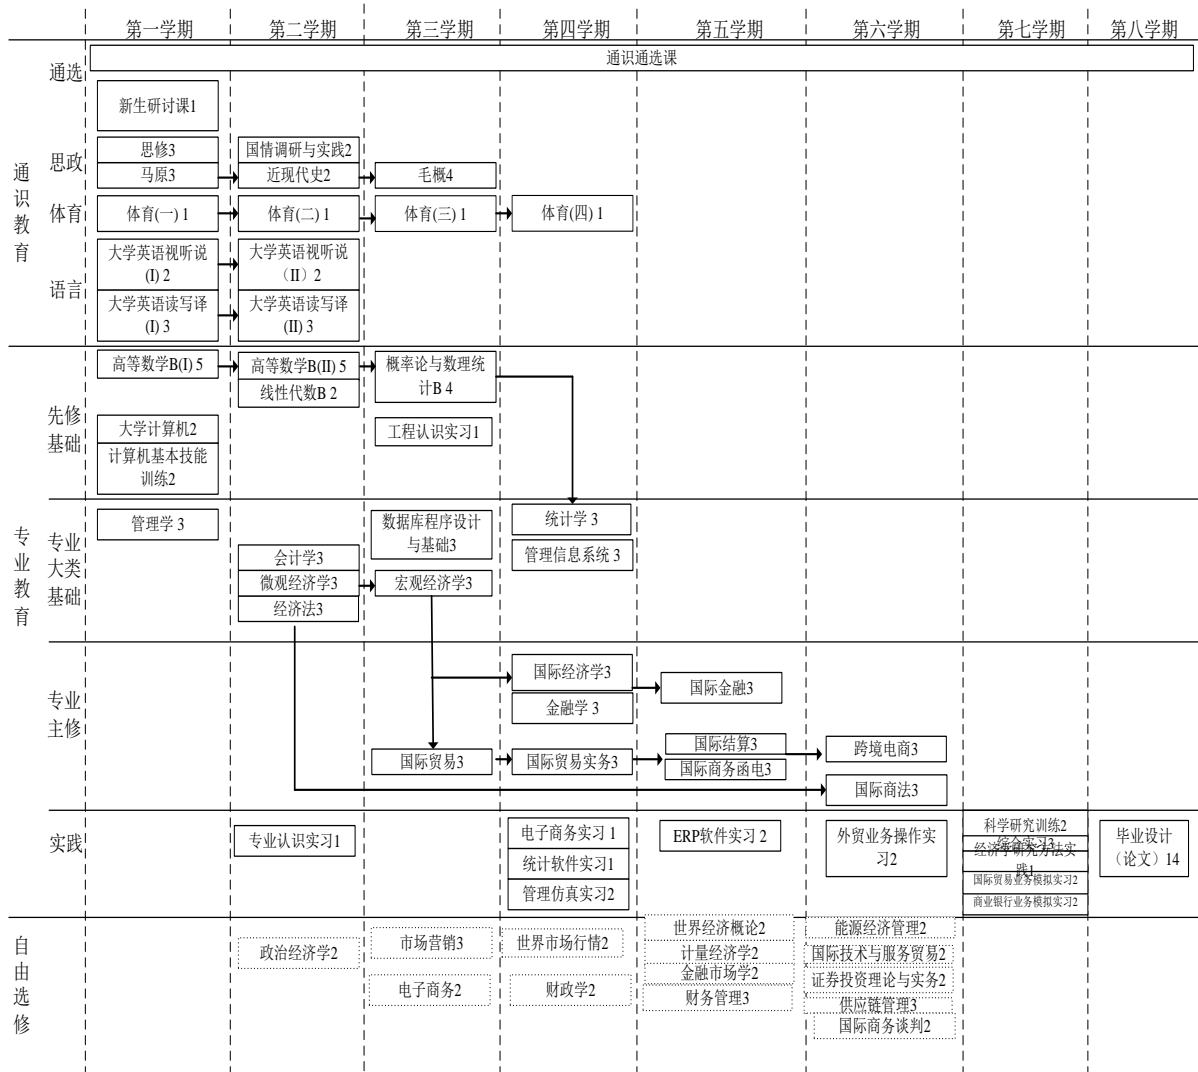 第一学期
第二学期
第三学期
第四学期
第五学期
第六学期
第七学期
第八学期
通识教育
通选
通识通选课
新生研讨课1
思政
思修3
国情调研与实践2
马原3
近现代史2
毛概4
体育
体育(一) 1
体育(二) 1
体育(三) 1
体育(四) 1
语言
大学英语视听说
(I) 2
大学英语视听说
（II）2
大学英语读写译
(I) 3
大学英语读写译
(II) 3
专业教育
先修
基础
高等数学B(I) 5
高等数学B(II) 5
线性代数B 2
概率论与数理统
计B 4
大学计算机2
计算机基本技能
训练2
工程认识实习1
专业
大类
基础
管理学 3
会计学3
微观经济学3
经济法3
数据库程序设计
与基础3
宏观经济学3
统计学 3
管理信息系统 3
专业
主修
国际经济学3
金融学 3
国际金融3
国际贸易3
国际贸易实务3
国际结算3
国际商务函电3
跨境电商3
国际商法3
实践
专业认识实习1
电子商务实习 1
统计软件实习1
管理仿真实习2
ERP软件实习 2
外贸业务操作实
习2
科学研究训练2
综合实习3
经济学研究方法实
践1
国际贸易业务模拟实习2
商业银行业务模拟实习2
毕业设计
（论文）14
自由选修
政治经济学2
市场营销3
电子商务2
世界市场行情2
财政学2
世界经济概论2
计量经济学2
金融市场学2
财务管理3
能源经济管理2
国际技术与服务贸易2
证券投资理论与实务2
供应链管理3
国际商务谈判2